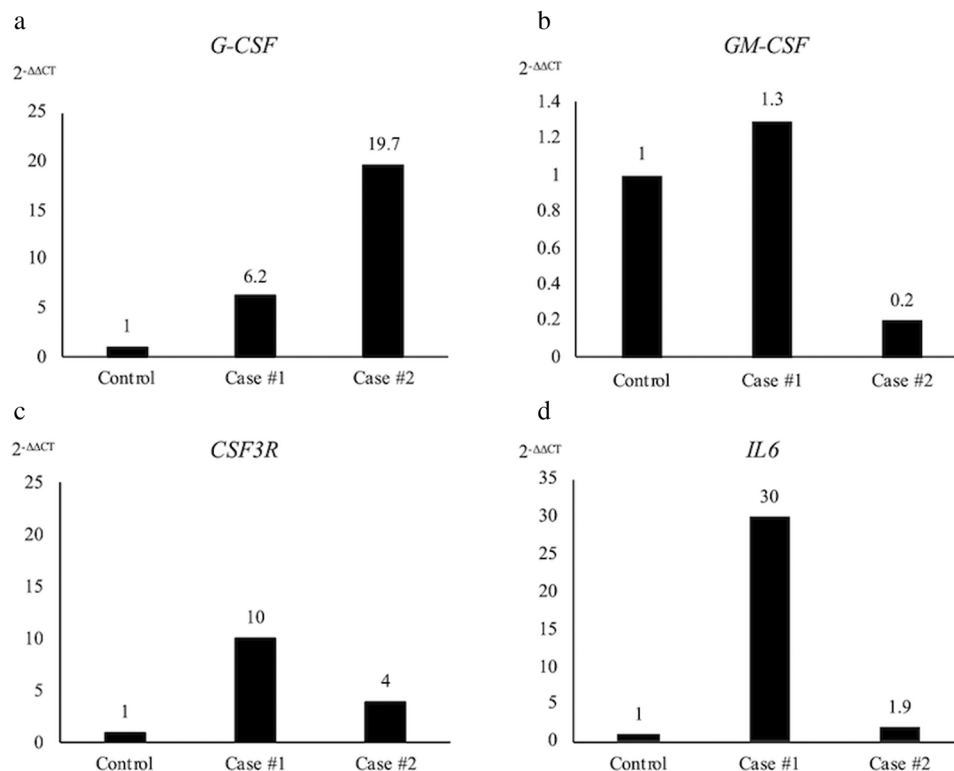 a
G-CSF
2-ΔΔCT
25
20
15
10
5
0
1
6.2
19.7
Control Case #1 Case #2
b
GM-CSF
2-ΔΔCT
1.4
1.2
1
0.8
0.6
0.4
0.2
0
1
1.3
0.2
Control Case #1 Case #2
c
CSF3R
2-ΔΔCT
25
20
15
10
5
0
1
10
4
Control Case #1 Case #2
d
IL6
2-ΔΔCT
35
30
25
20
15
10
5
0
1
30
1.9
Control Case #1 Case #2